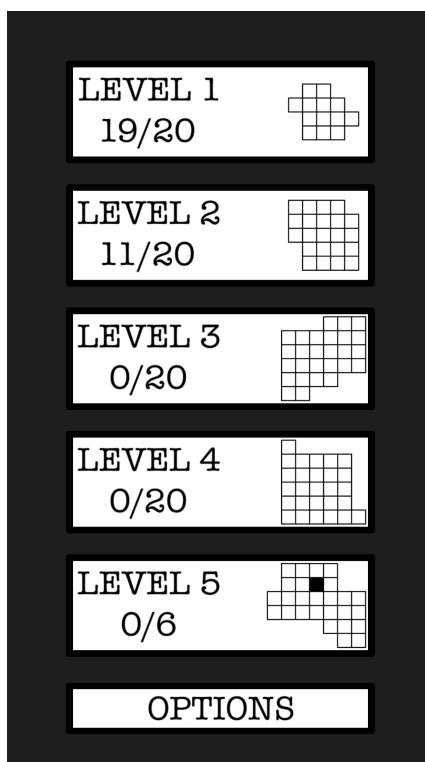 LEVEL 1
19/20
LEVEL 2
11/20
LEVEL 3
0/20
LEVEL 4
0/20
LEVEL 5
0/6
OPTIONS